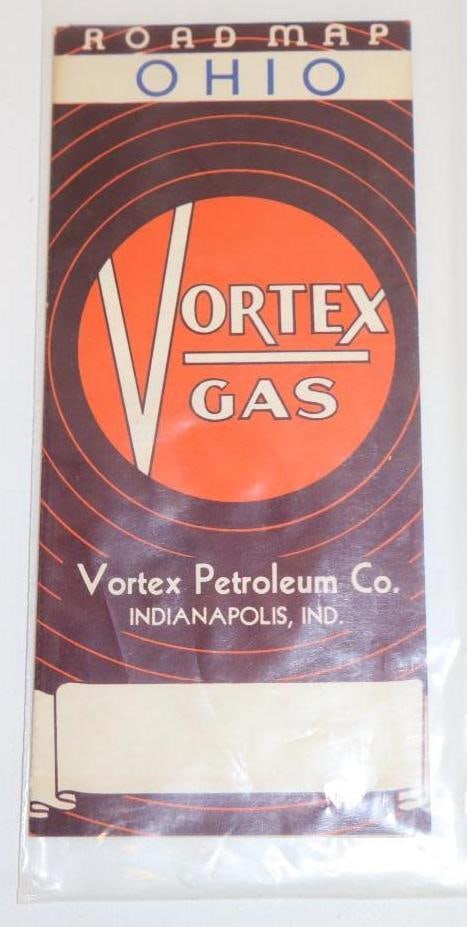 ROAD MAP
OHIO
VORTEX
GAS
Vortex Petroleum Co.
INDIANAPOLIS, IND.